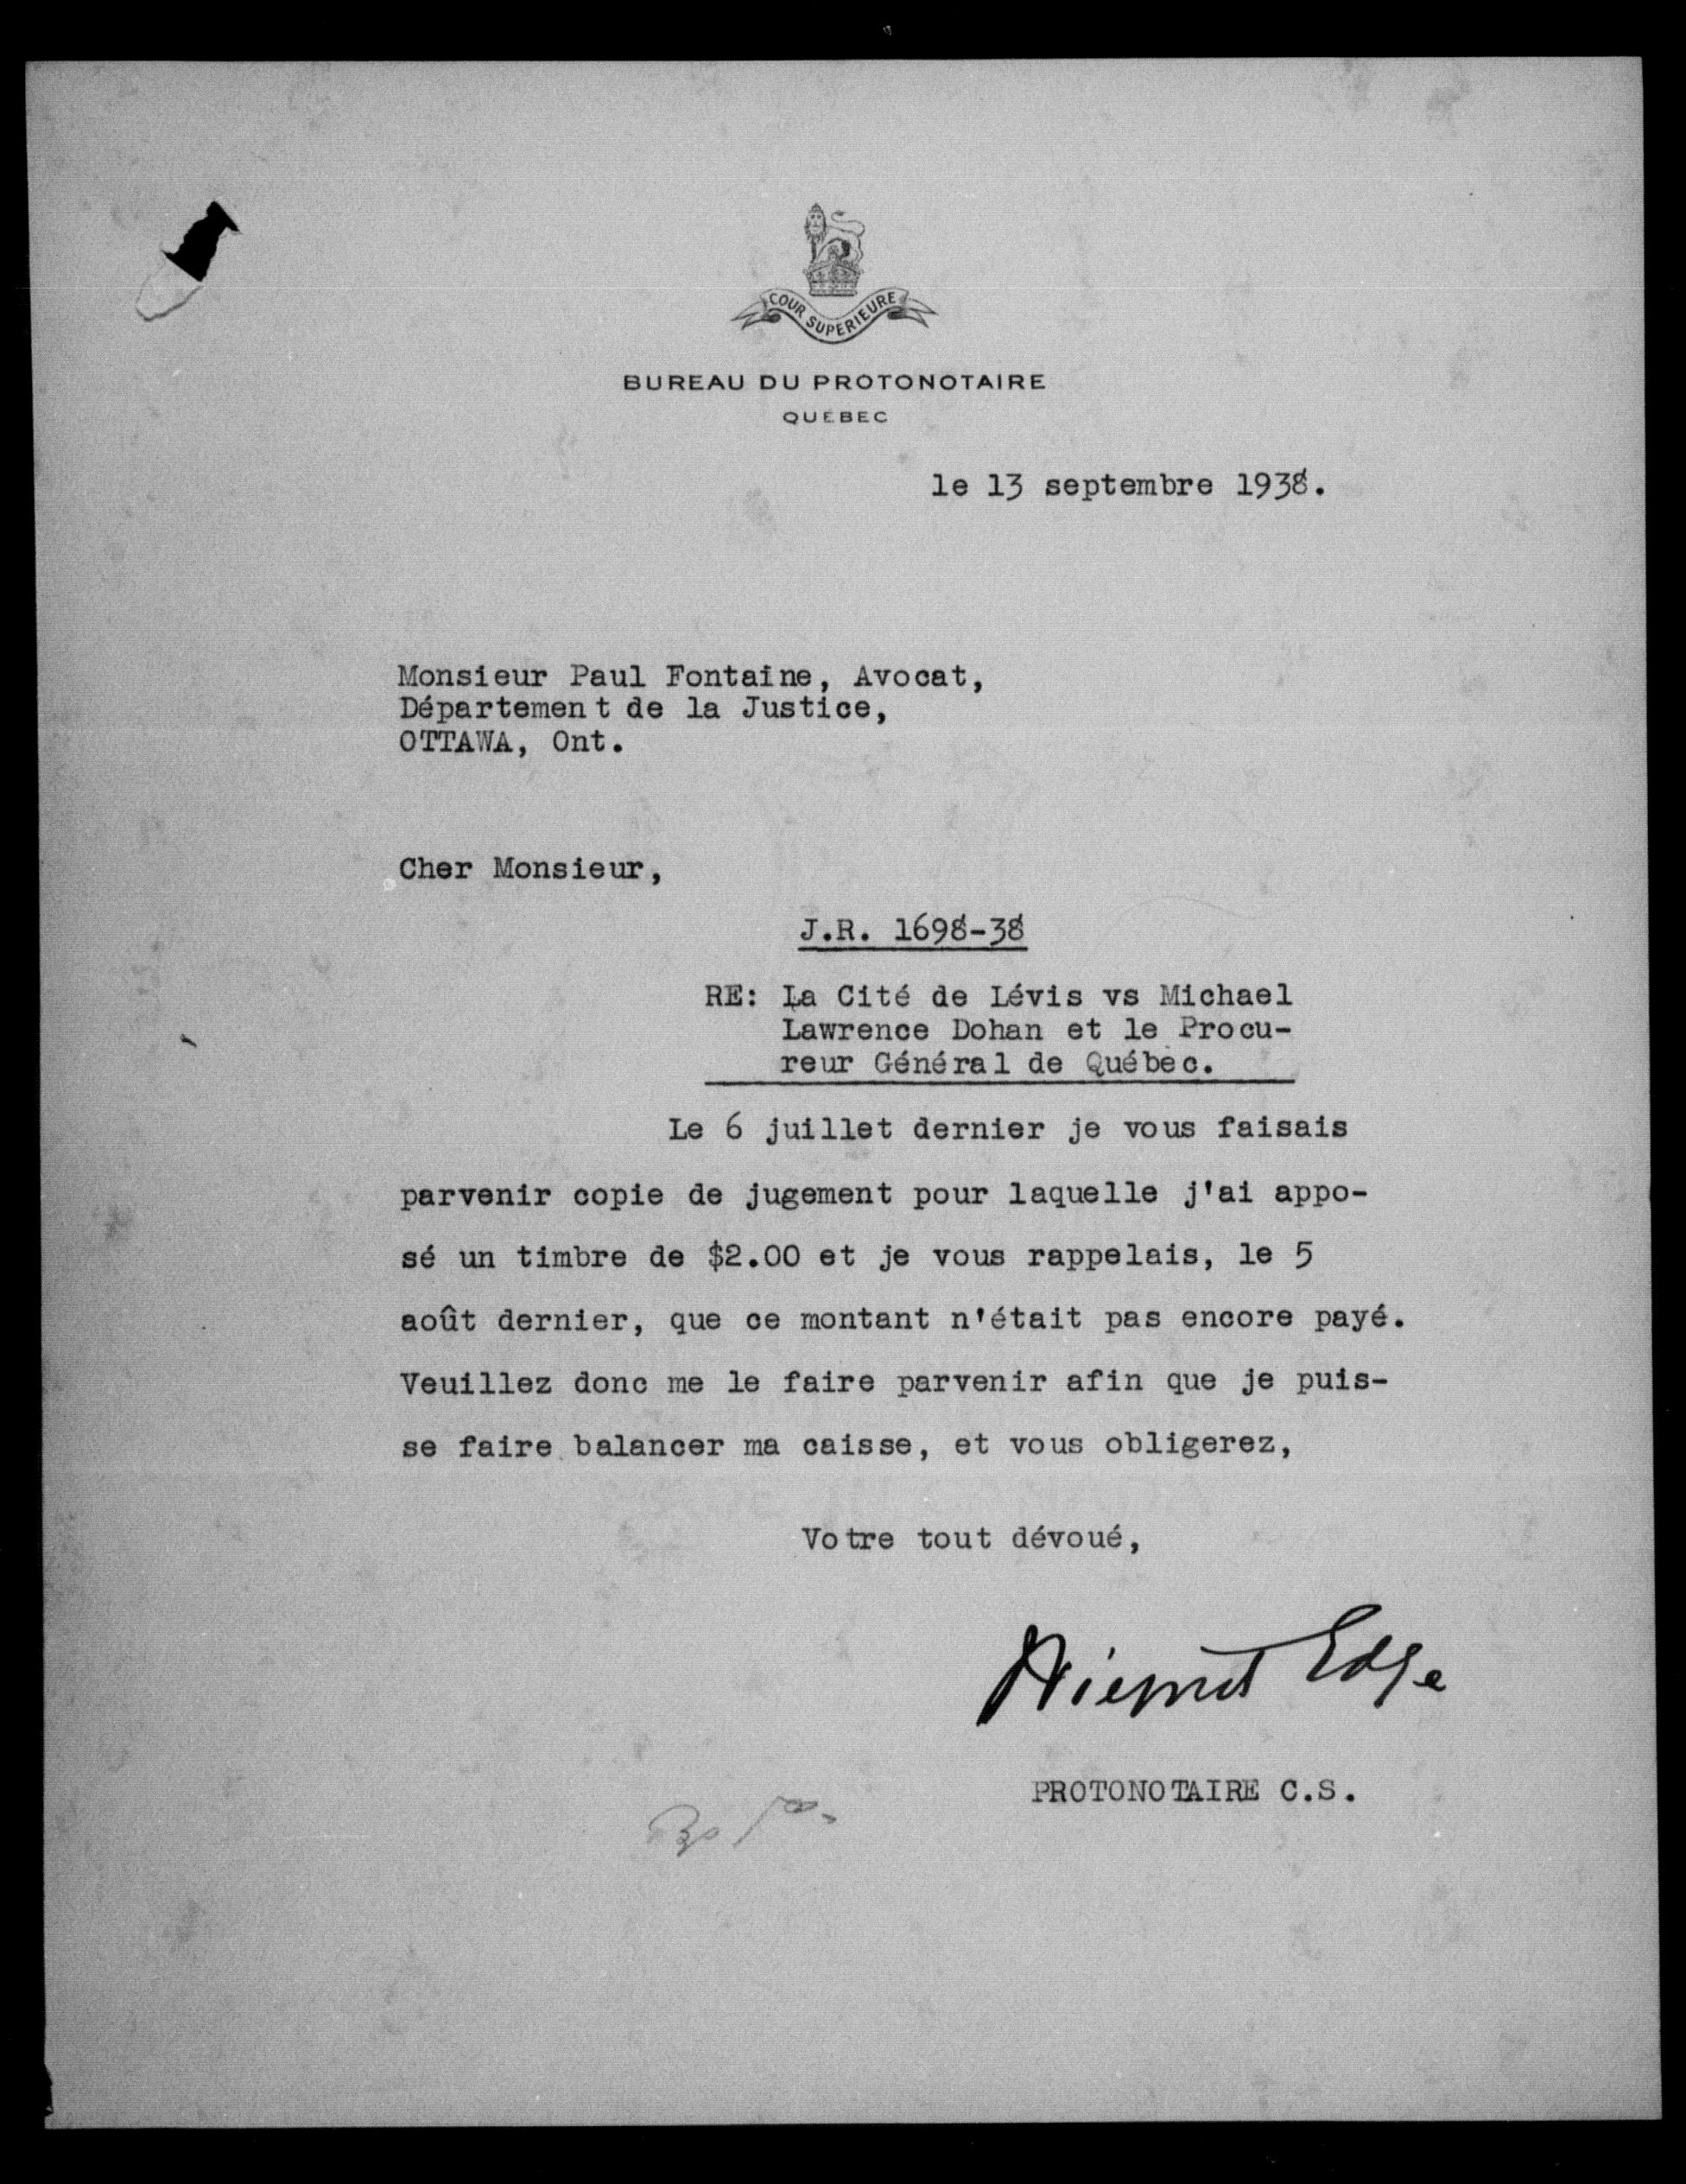 COUR SUPERIEURE
BUREAU DU PROTONOTAIRE
QUEBEC
le 13 septembre 1938.
Monsieur Paul Fontaine, Avocat,
Département de la Justice,
OTTAWA, Ont.
Cher Monsieur,
J.R. 1698-38
RE: La Cité de Lévis vs Michael
Lawrence Dohan et le Procu-
reur Général de Québec.
Le 6 juillet dernier je vous faisais
parvenir copie de jugement pour laquelle j'ai appo-
sé un timbre de $2.00 et je vous rappelais, le 5
août dernier, que ce montant n'était pas encore payé.
Veuillez donc me le faire parvenir afin que je puis-
se faire balancer ma caisse, et vous obligerez,
Votre tout dévoué,
Edge
PROTONOTAIRE C.S.